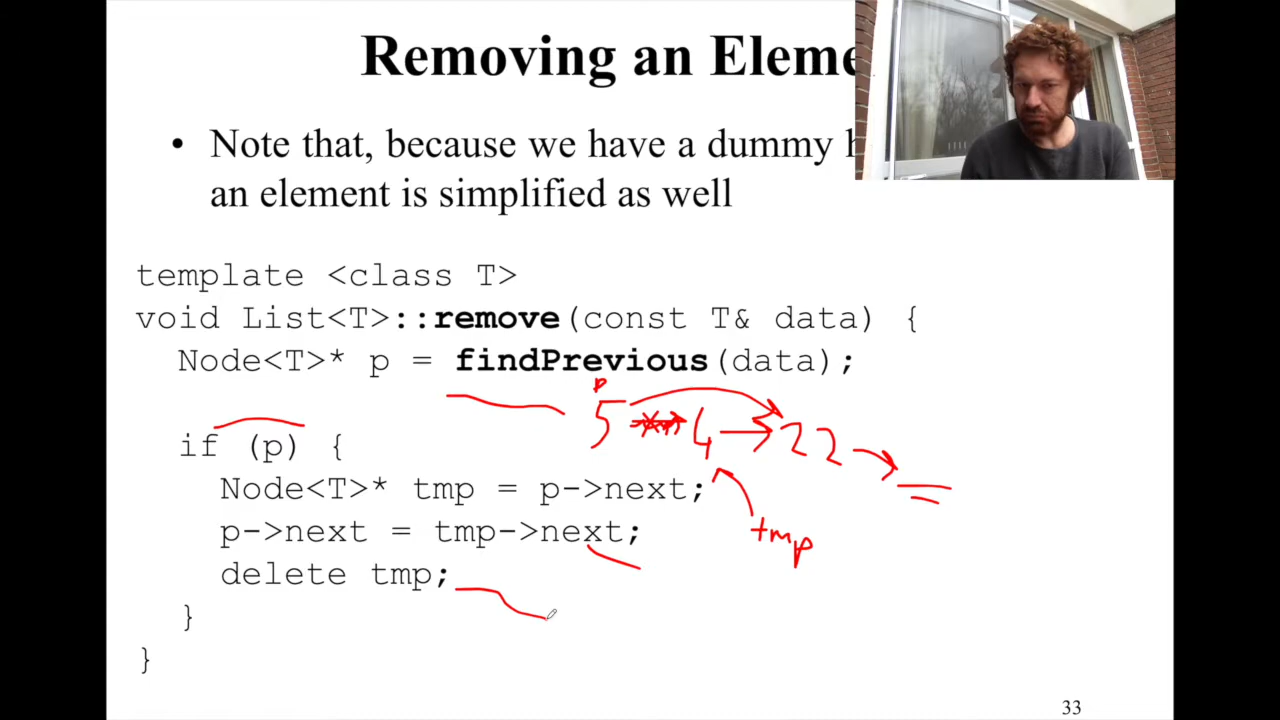 Removing an Eleme
• Note that, because we have a dummy h
an element is simplified as well
template <class T>
void List<T>::remove(const T& data) {
Node<T>* p = findPrevious(data);
p
5 4 22
if (p) {
Node<T>* tmp = p->next;
p->next = tmp->next;
tmp
delete tmp;
}
}
33